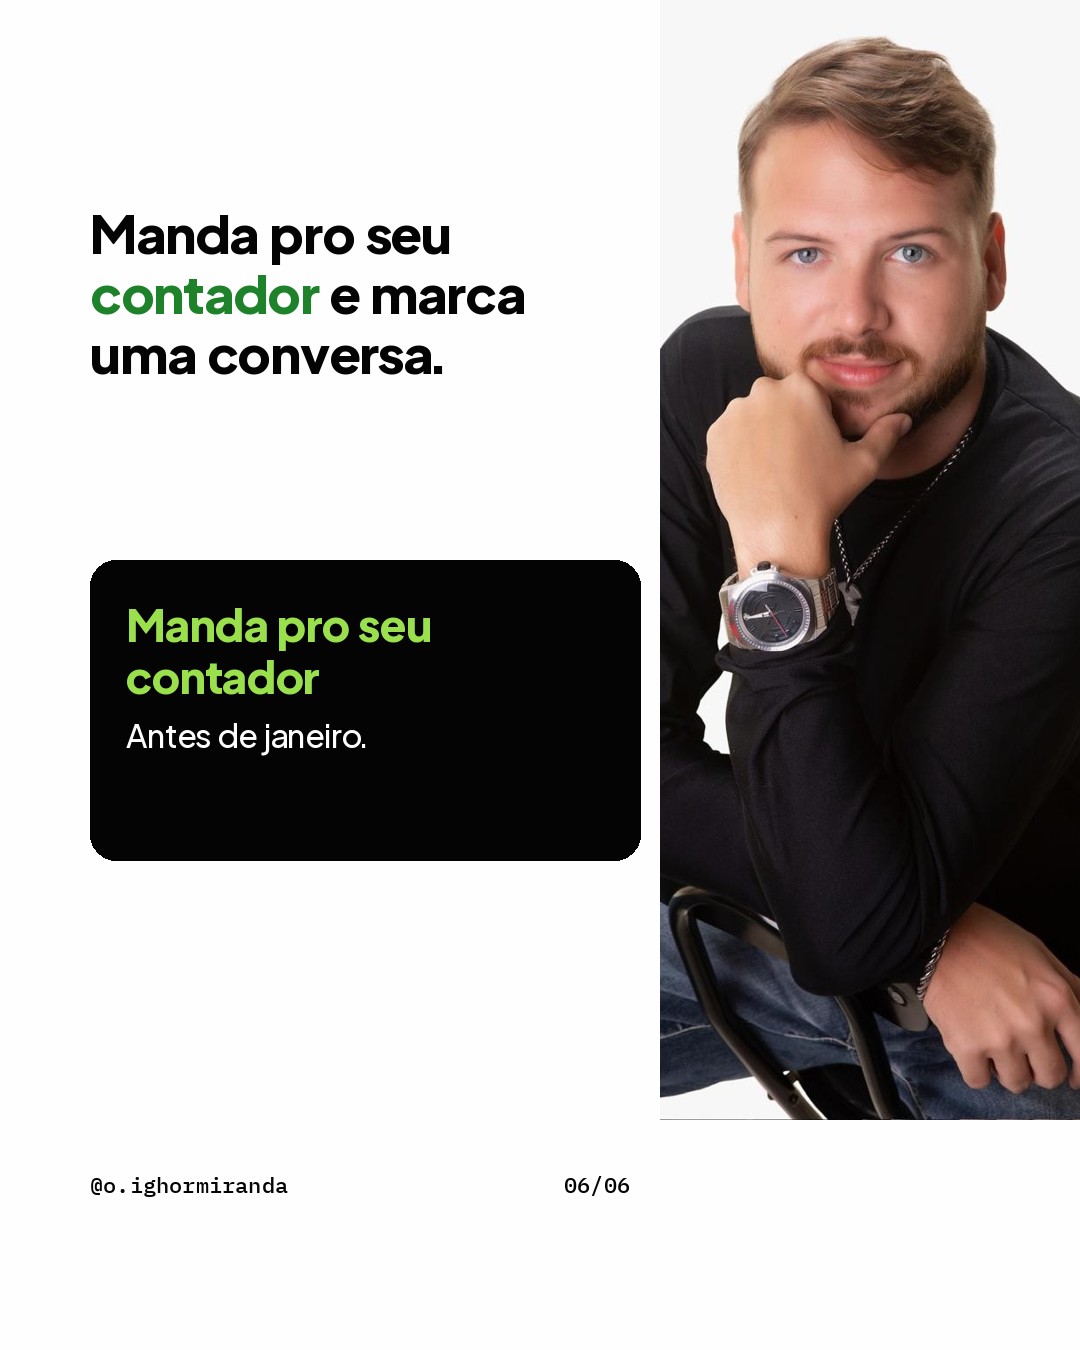 Manda pro seu
contador e marca
uma conversa.
Manda pro seu
contador
Antes de janeiro.
@o.ighormiranda
06/06